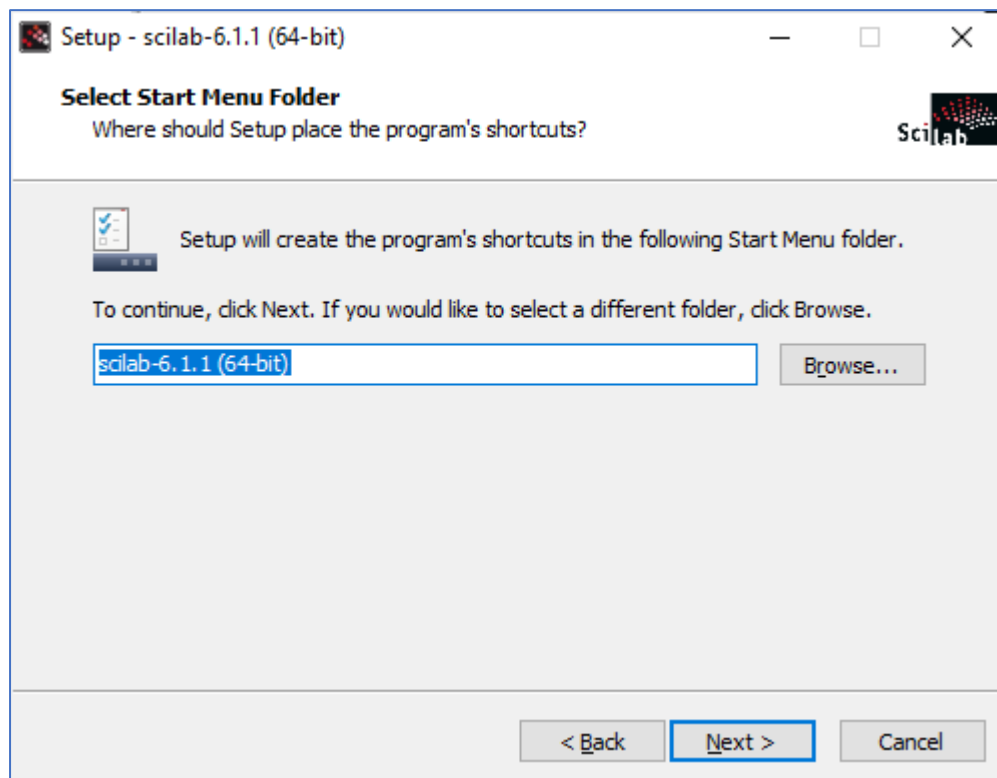 Setup - scilab-6.1.1 (64-bit)
Select Start Menu Folder
Where should Setup place the program's shortcuts?
Scilab
Setup will create the program's shortcuts in the following Start Menu folder.
To continue, click Next. If you would like to select a different folder, click Browse.
scilab-6.1.1 (64-bit)
Browse...
< Back
Next >
Cancel